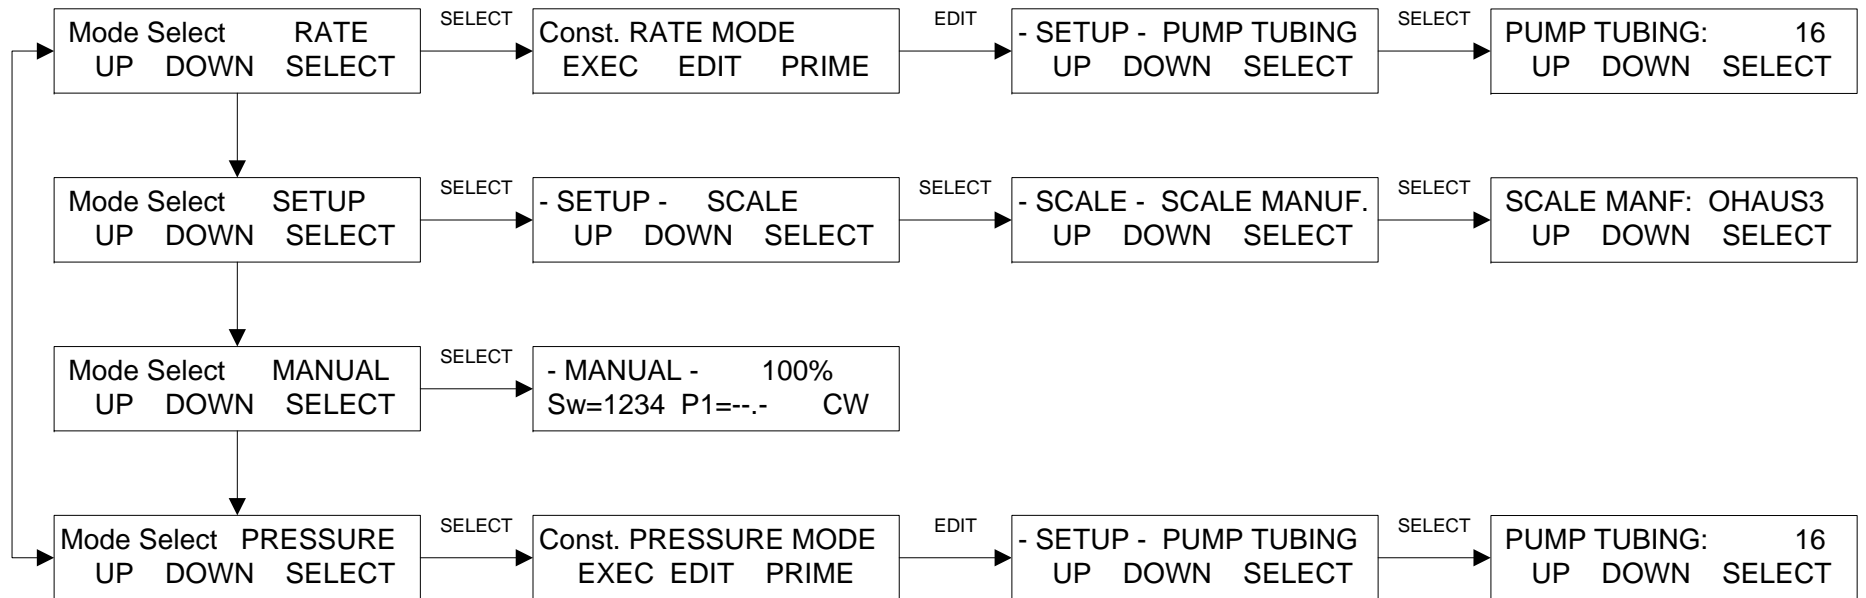 Mode Select RATE
UP DOWN SELECT
SELECT
Const. RATE MODE
EXEC EDIT PRIME
EDIT
- SETUP - PUMP TUBING
UP DOWN SELECT
SELECT
PUMP TUBING: 16
UP DOWN SELECT
Mode Select SETUP
UP DOWN SELECT
SELECT
- SETUP - SCALE
UP DOWN SELECT
SELECT
- SCALE - SCALE MANUF.
UP DOWN SELECT
SELECT
SCALE MANF: OHAUS3
UP DOWN SELECT
Mode Select MANUAL
UP DOWN SELECT
SELECT
- MANUAL - 100%
Sw=1234 P1=--.- CW
Mode Select PRESSURE
UP DOWN SELECT
SELECT
Const. PRESSURE MODE
EXEC EDIT PRIME
EDIT
- SETUP - PUMP TUBING
UP DOWN SELECT
SELECT
PUMP TUBING: 16
UP DOWN SELECT